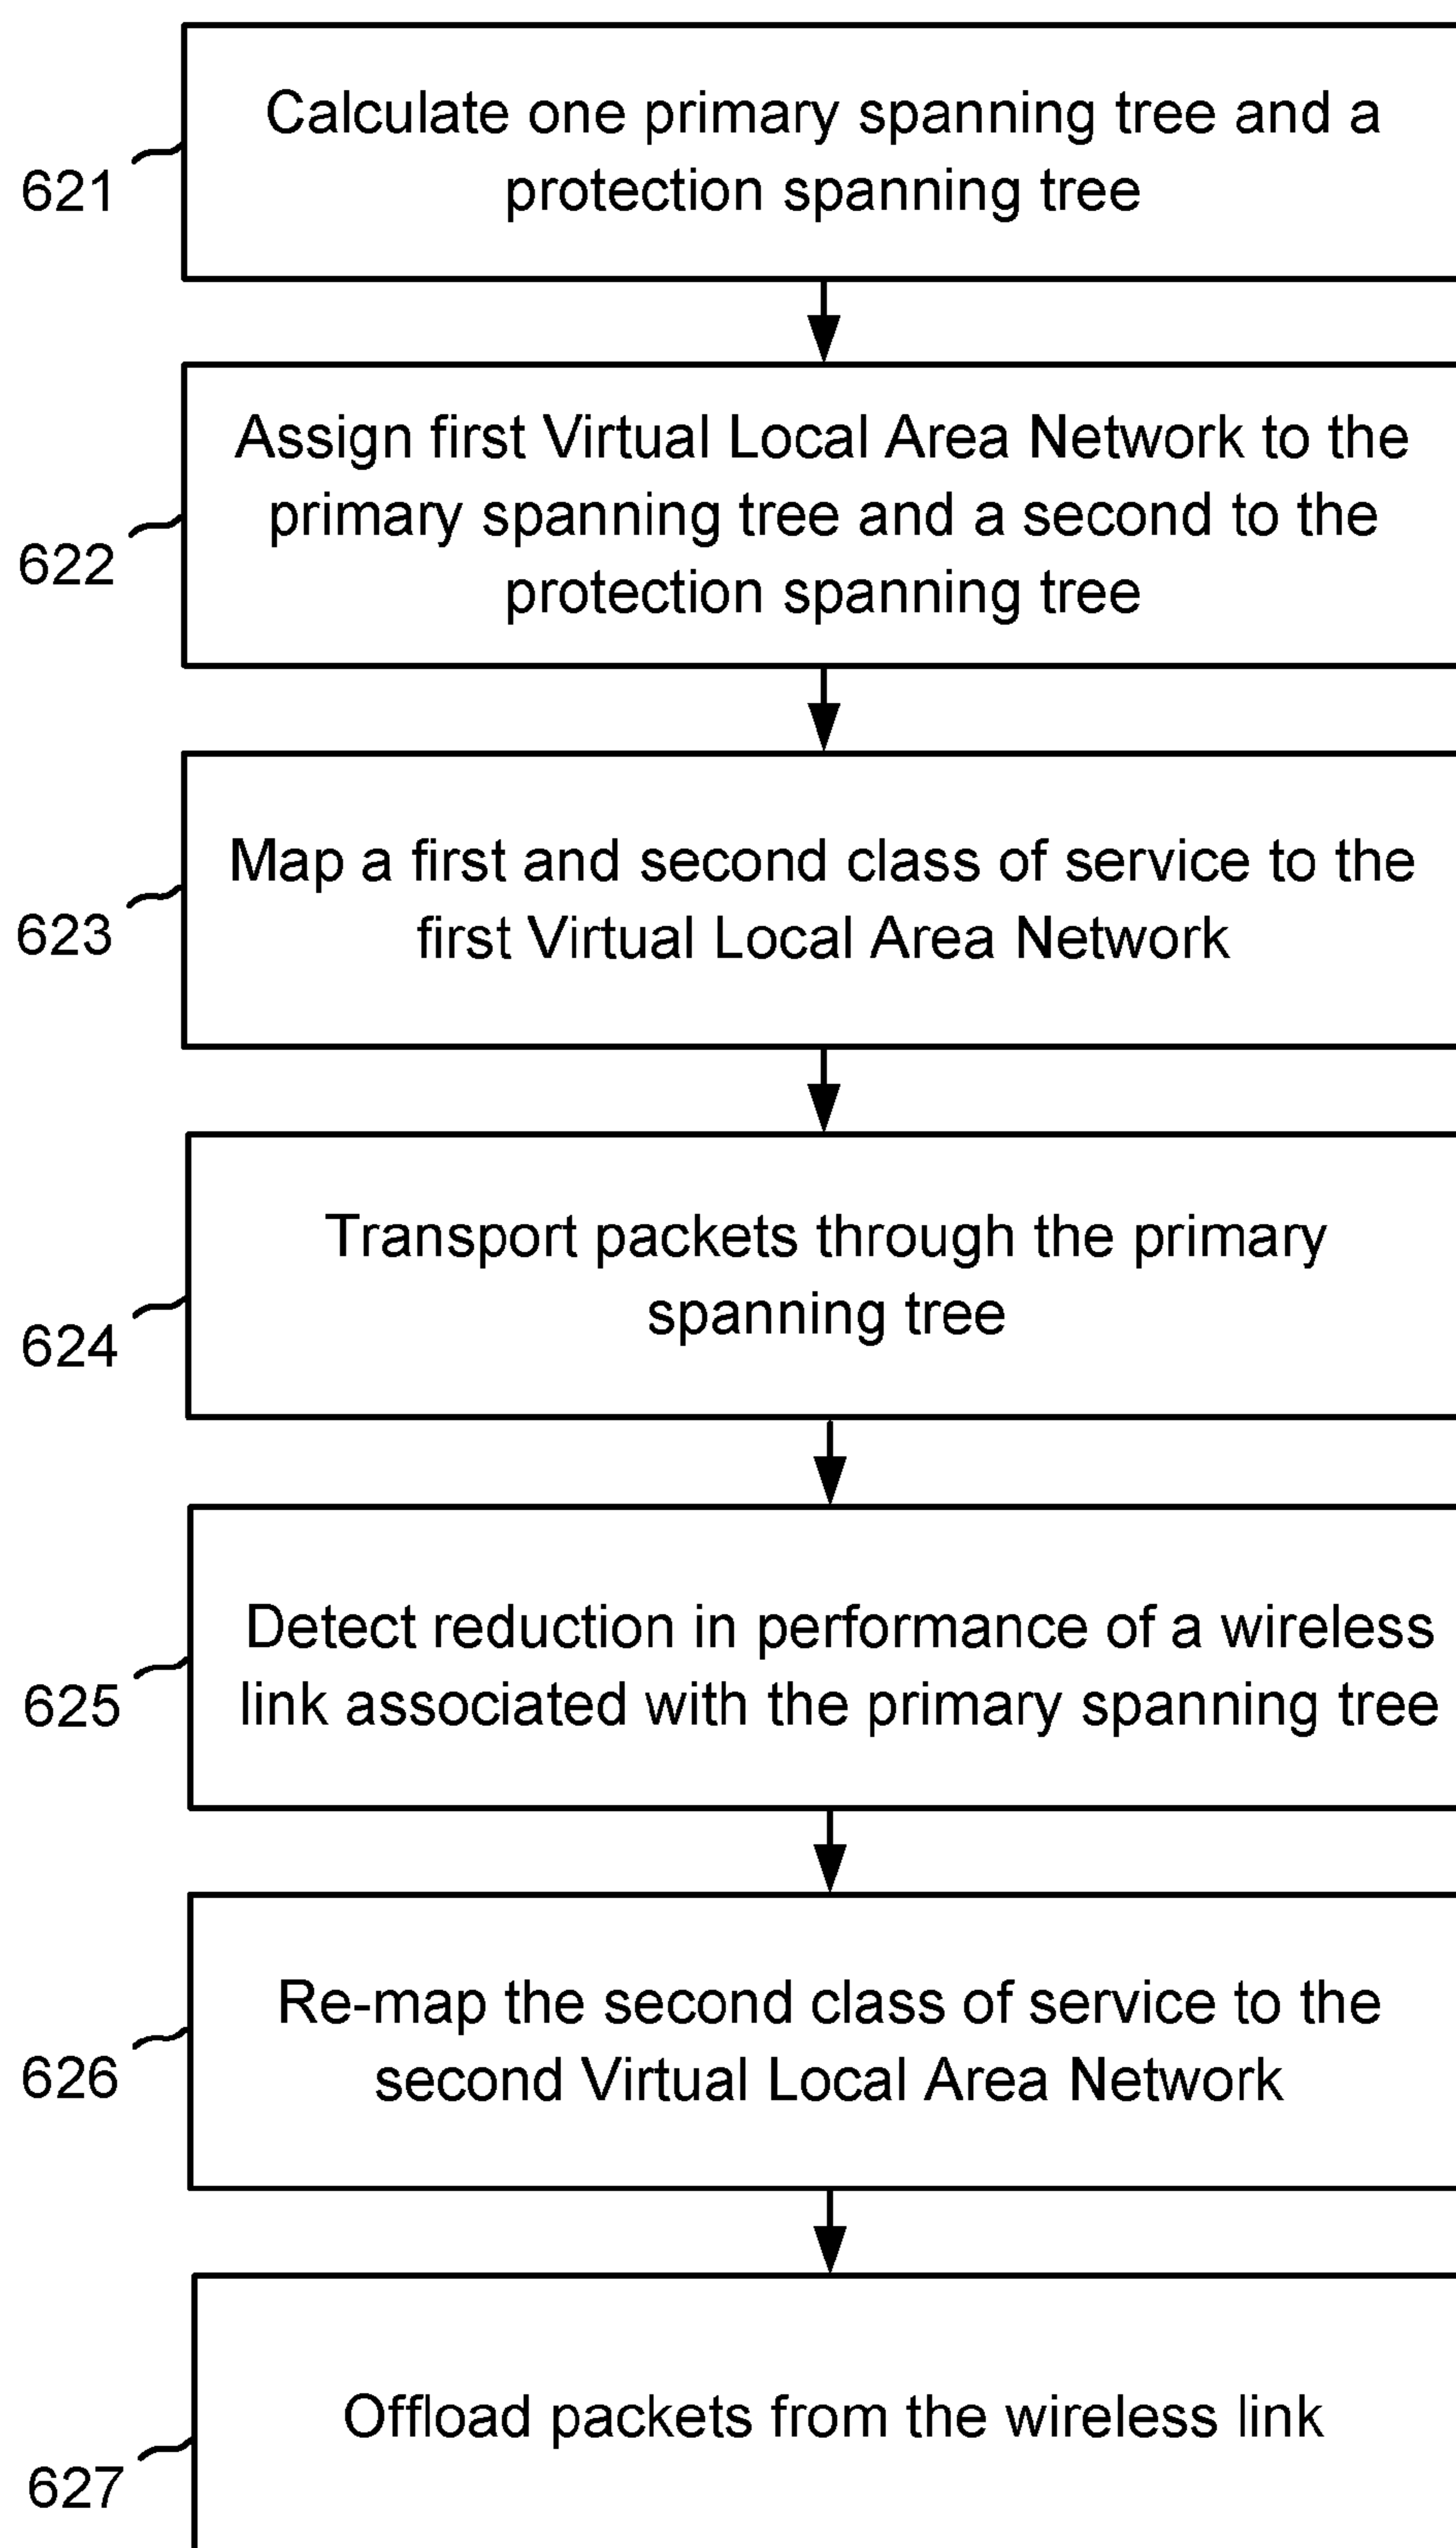 Calculate one primary spanning tree and a
protection spanning tree
621
Assign first Virtual Local Area Network to the
primary spanning tree and a second to the
protection spanning tree
622
Map a first and second class of service to the
first Virtual Local Area Network
623
Transport packets through the primary
spanning tree
624
Detect reduction in performance of a wireless
link associated with the primary spanning tree
625
Re-map the second class of service to the
second Virtual Local Area Network
626
Offload packets from the wireless link
627